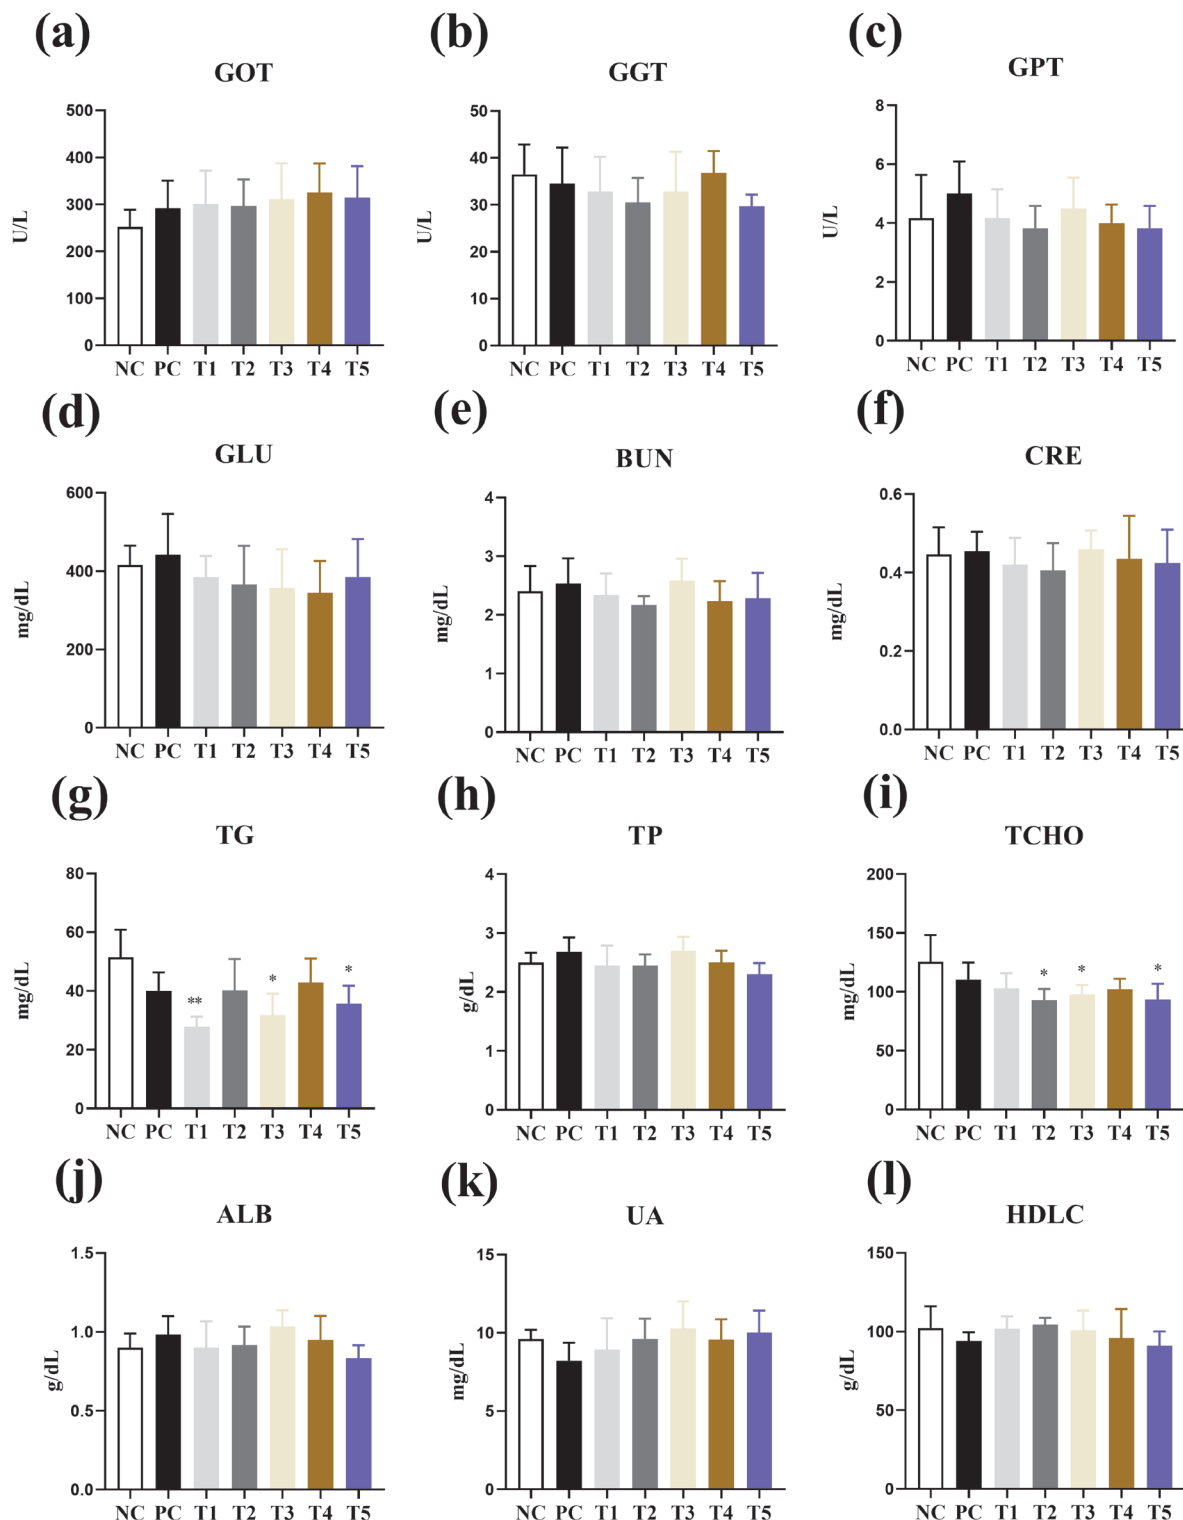 (a) (b) (c)
GOT GGT GPT
500
400
300
200
100
0
U/L
NC PC T1 T2 T3 T4 T5
50
40
30
20
10
0
U/L
NC PC T1 T2 T3 T4 T5
8
6
4
2
0
U/L
NC PC T1 T2 T3 T4 T5
(d) (e) (f)
GLU BUN CRE
600
400
200
0
mg/dL
NC PC T1 T2 T3 T4 T5
4
3
2
1
0
mg/dL
NC PC T1 T2 T3 T4 T5
0.6
0.4
0.2
0.0
mg/dL
NC PC T1 T2 T3 T4 T5
(g) (h) (i)
TG TP TCHO
80
60
40
20
0
mg/dL
** * *
NC PC T1 T2 T3 T4 T5
4
3
2
1
0
g/dL
NC PC T1 T2 T3 T4 T5
200
150
100
50
0
mg/dL
* * *
NC PC T1 T2 T3 T4 T5
(j) (k) (l)
ALB UA HDLC
1.5
1.0
0.5
0.0
g/dL
NC PC T1 T2 T3 T4 T5
15
10
5
0
mg/dL
NC PC T1 T2 T3 T4 T5
150
100
50
0
g/dL
NC PC T1 T2 T3 T4 T5